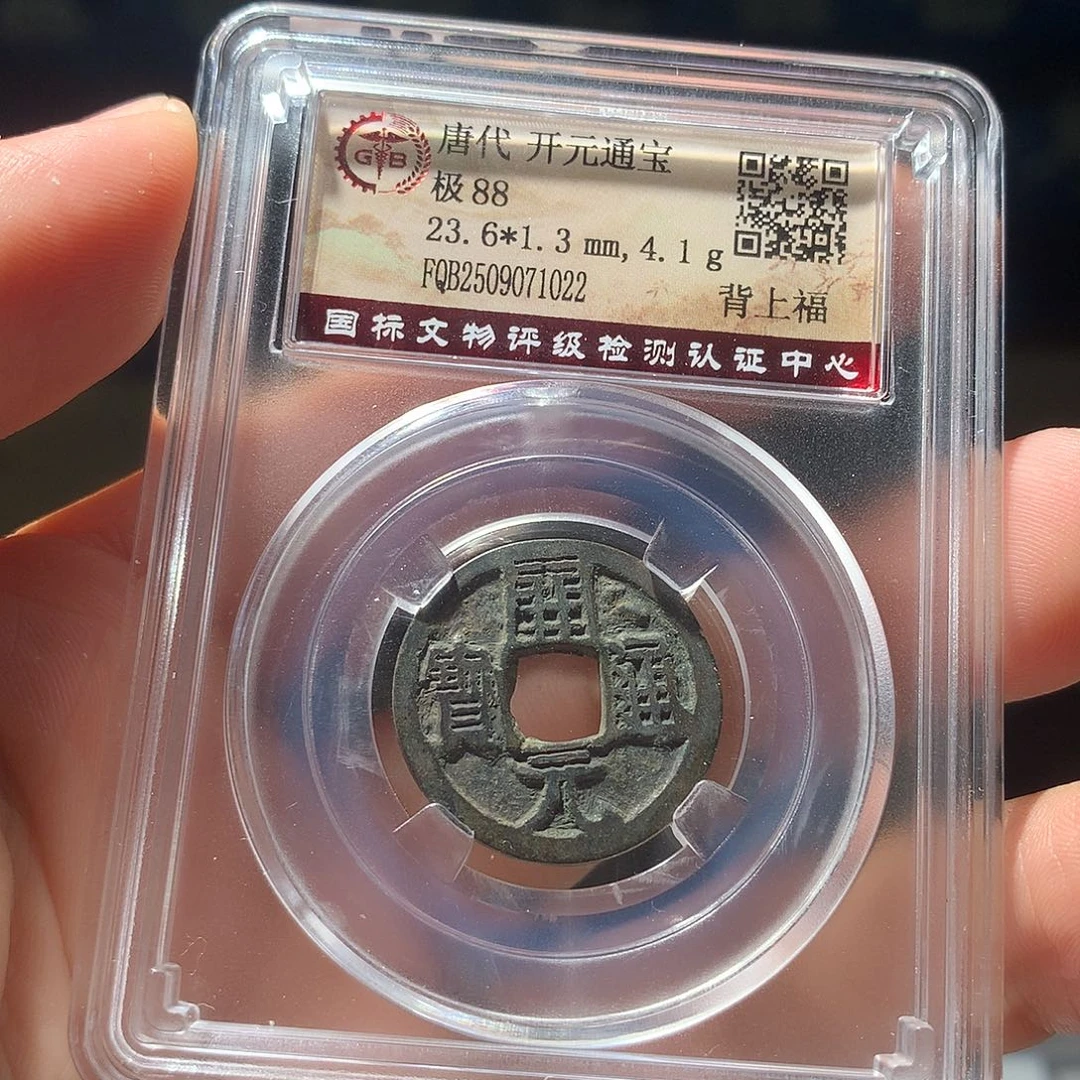 GB
唐代 开元通宝
极 88
23.6*1.3 mm, 4.1 g
FQB2509071022
背上福
国标文物评级检测认证中心
開元通寶